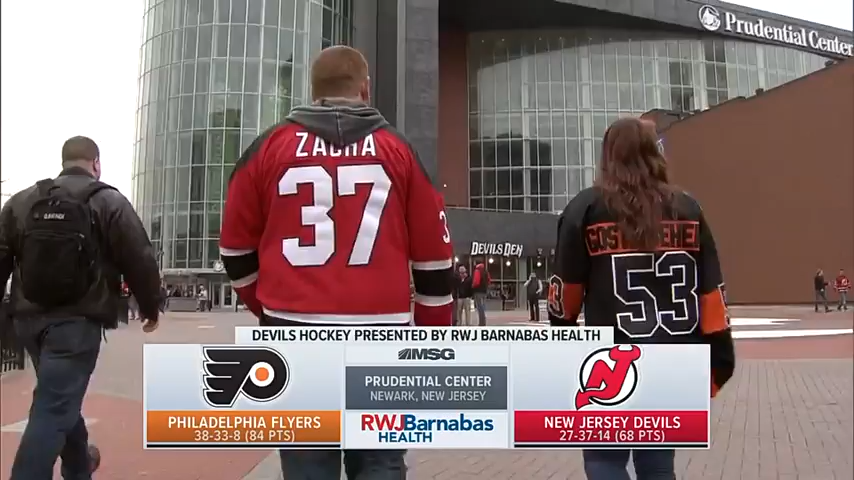 Prudential Center
ZACHA
37
3
DEVILS DEN
GOSTISBEHERE
53
DEVILS HOCKEY PRESENTED BY RWJ BARNABAS HEALTH
MSG
PRUDENTIAL CENTER
NEWARK, NEW JERSEY
PHILADELPHIA FLYERS
38-33-8 (84 PTS)
RWJBarnabas
HEALTH
NEW JERSEY DEVILS
27-37-14 (68 PTS)